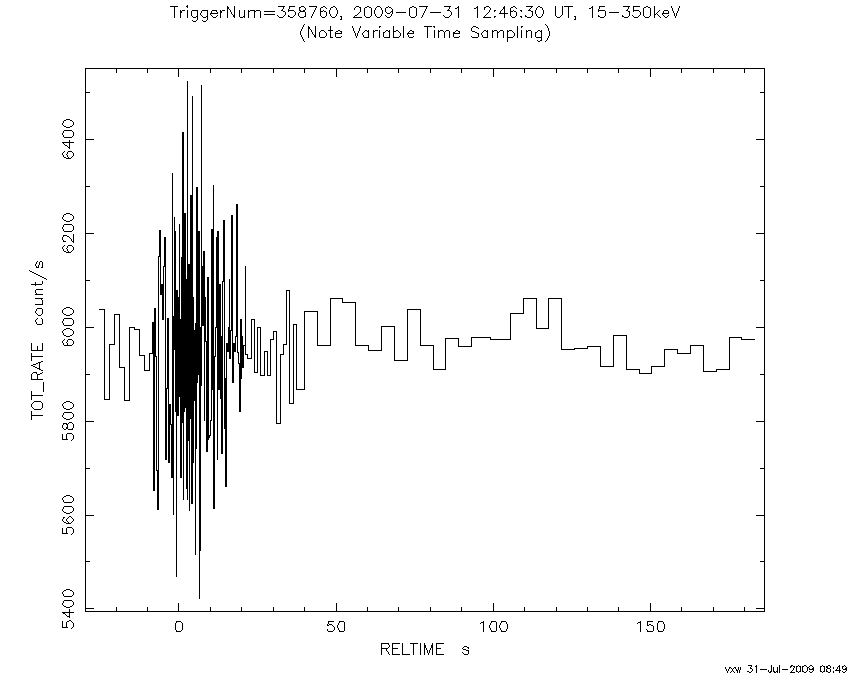 TriggerNum=358760, 2009-07-31 12:46:30 UT, 15-350keV
(Note Variable Time Sampling)
TOT_RATE count/s
6400
6200
6000
5800
5600
5400
0 50 100 150
RELTIME s
vxw 31-Jul-2009 08:49